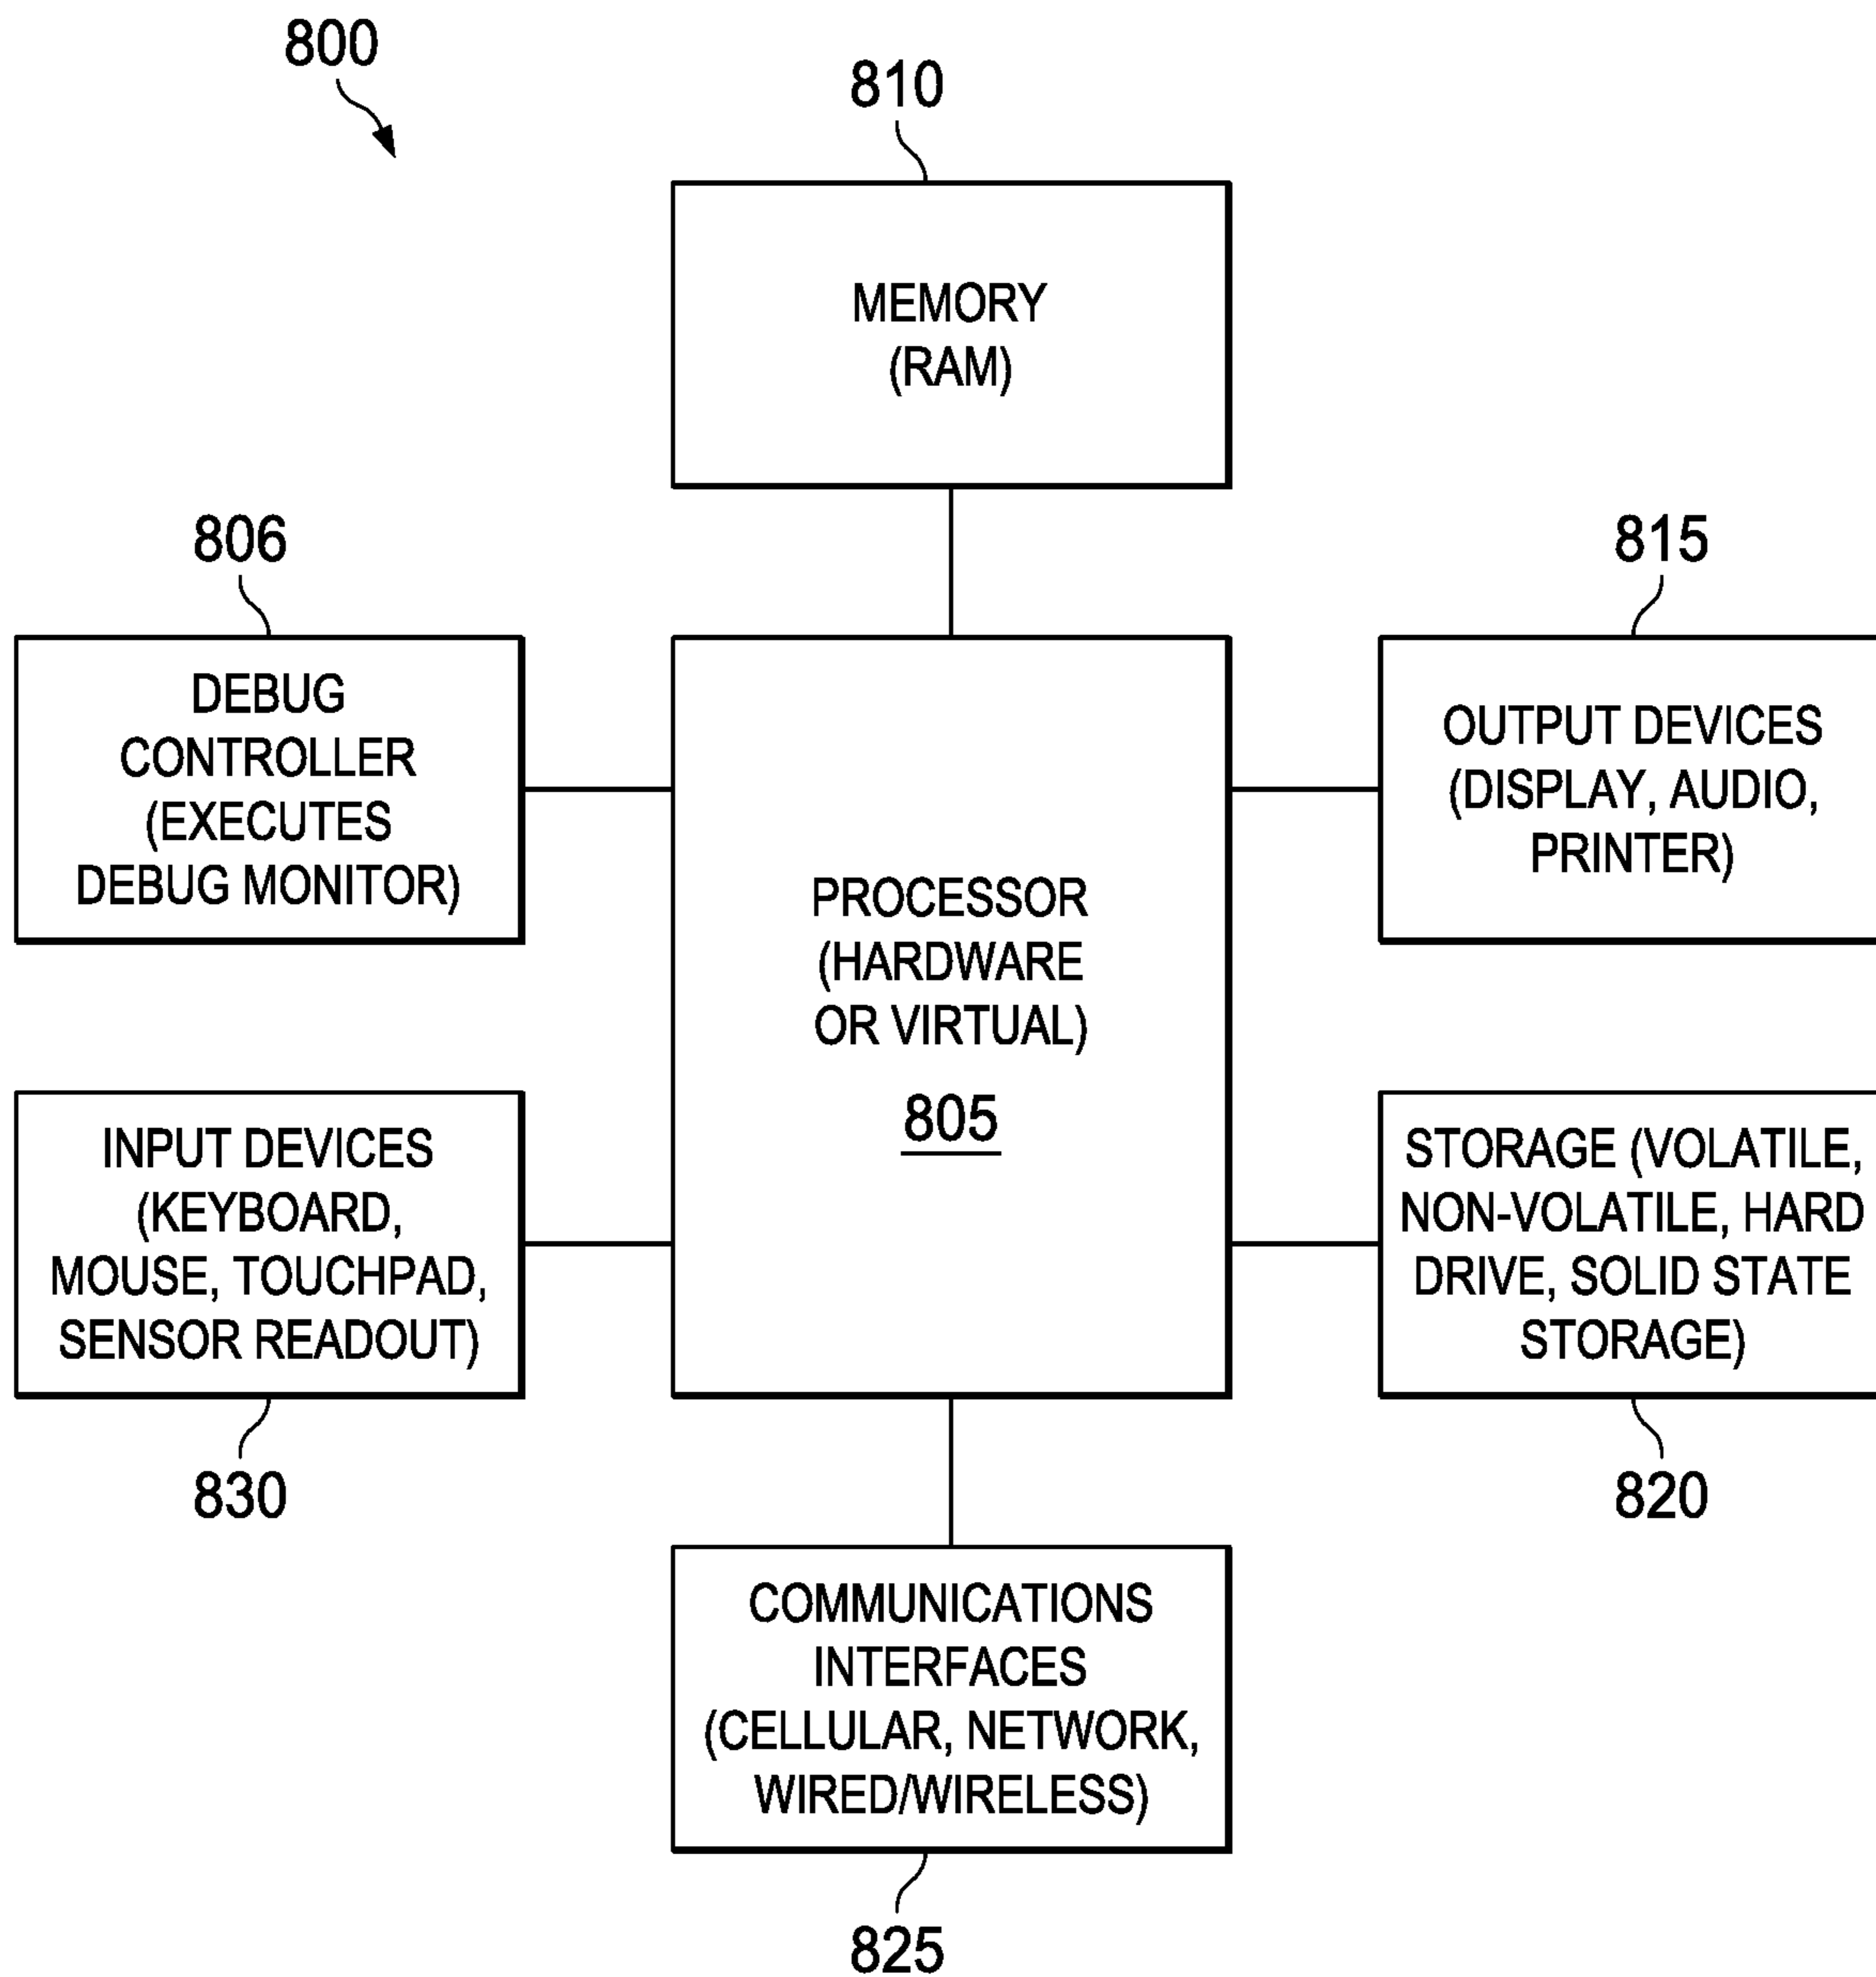 800
810
MEMORY
(RAM)
806
815
DEBUG
CONTROLLER
(EXECUTES
DEBUG MONITOR)
PROCESSOR
(HARDWARE
OR VIRTUAL)
805
OUTPUT DEVICES
(DISPLAY, AUDIO,
PRINTER)
INPUT DEVICES
(KEYBOARD,
MOUSE, TOUCHPAD,
SENSOR READOUT)
830
STORAGE (VOLATILE,
NON-VOLATILE, HARD
DRIVE, SOLID STATE
STORAGE)
820
COMMUNICATIONS
INTERFACES
(CELLULAR, NETWORK,
WIRED/WIRELESS)
825